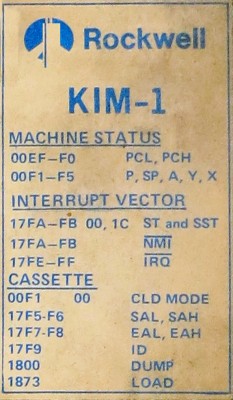 Rockwell
KIM-1
MACHINE STATUS
00EF-F0 PCL, PCH
00F1-F5 P, SP, A, Y, X
INTERRUPT VECTOR
17FA-FB 00, 1C ST and SST
17FA-FB NMI
17FE-FF IRQ
CASSETTE
00F1 00 CLD MODE
17F5-F6 SAL, SAH
17F7-F8 EAL, EAH
17F9 ID
1800 DUMP
1873 LOAD